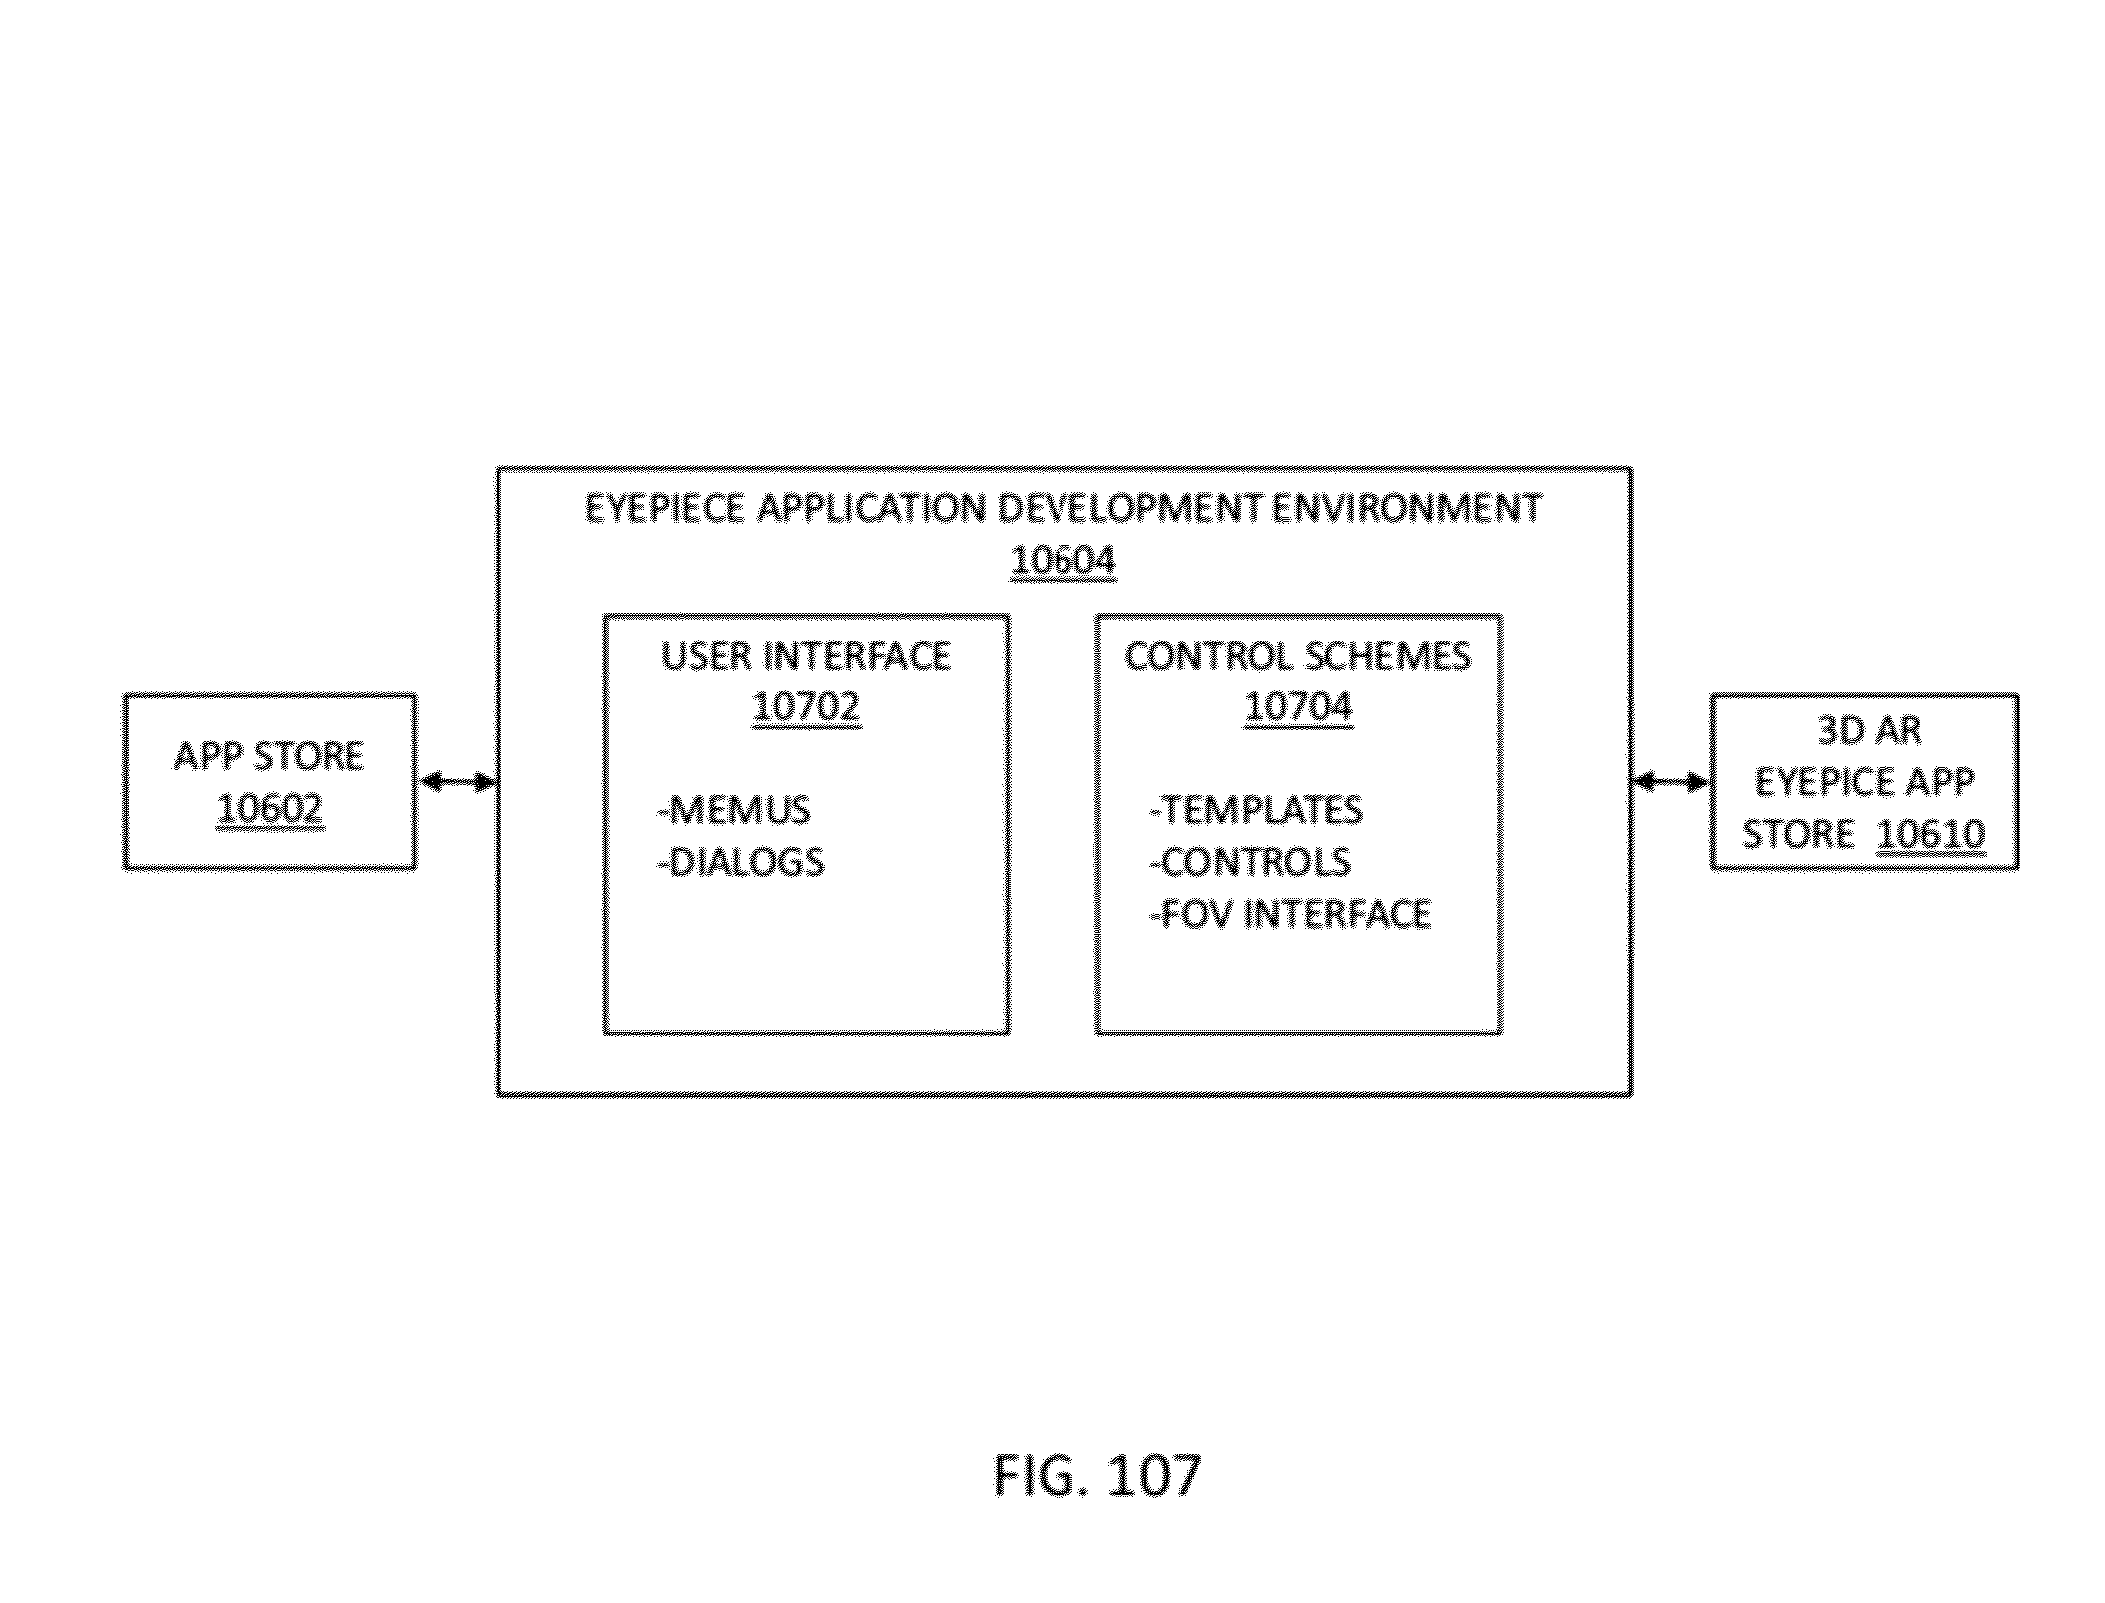 EYEPIECE APPLICATION DEVELOPMENT ENVIRONMENT
10604
USER INTERFACE
10702
-MEMUS
-DIALOGS
CONTROL SCHEMES
10704
-TEMPLATES
-CONTROLS
-FOV INTERFACE
APP STORE
10602
3D AR
EYEPICE APP
STORE 10610
FIG. 107